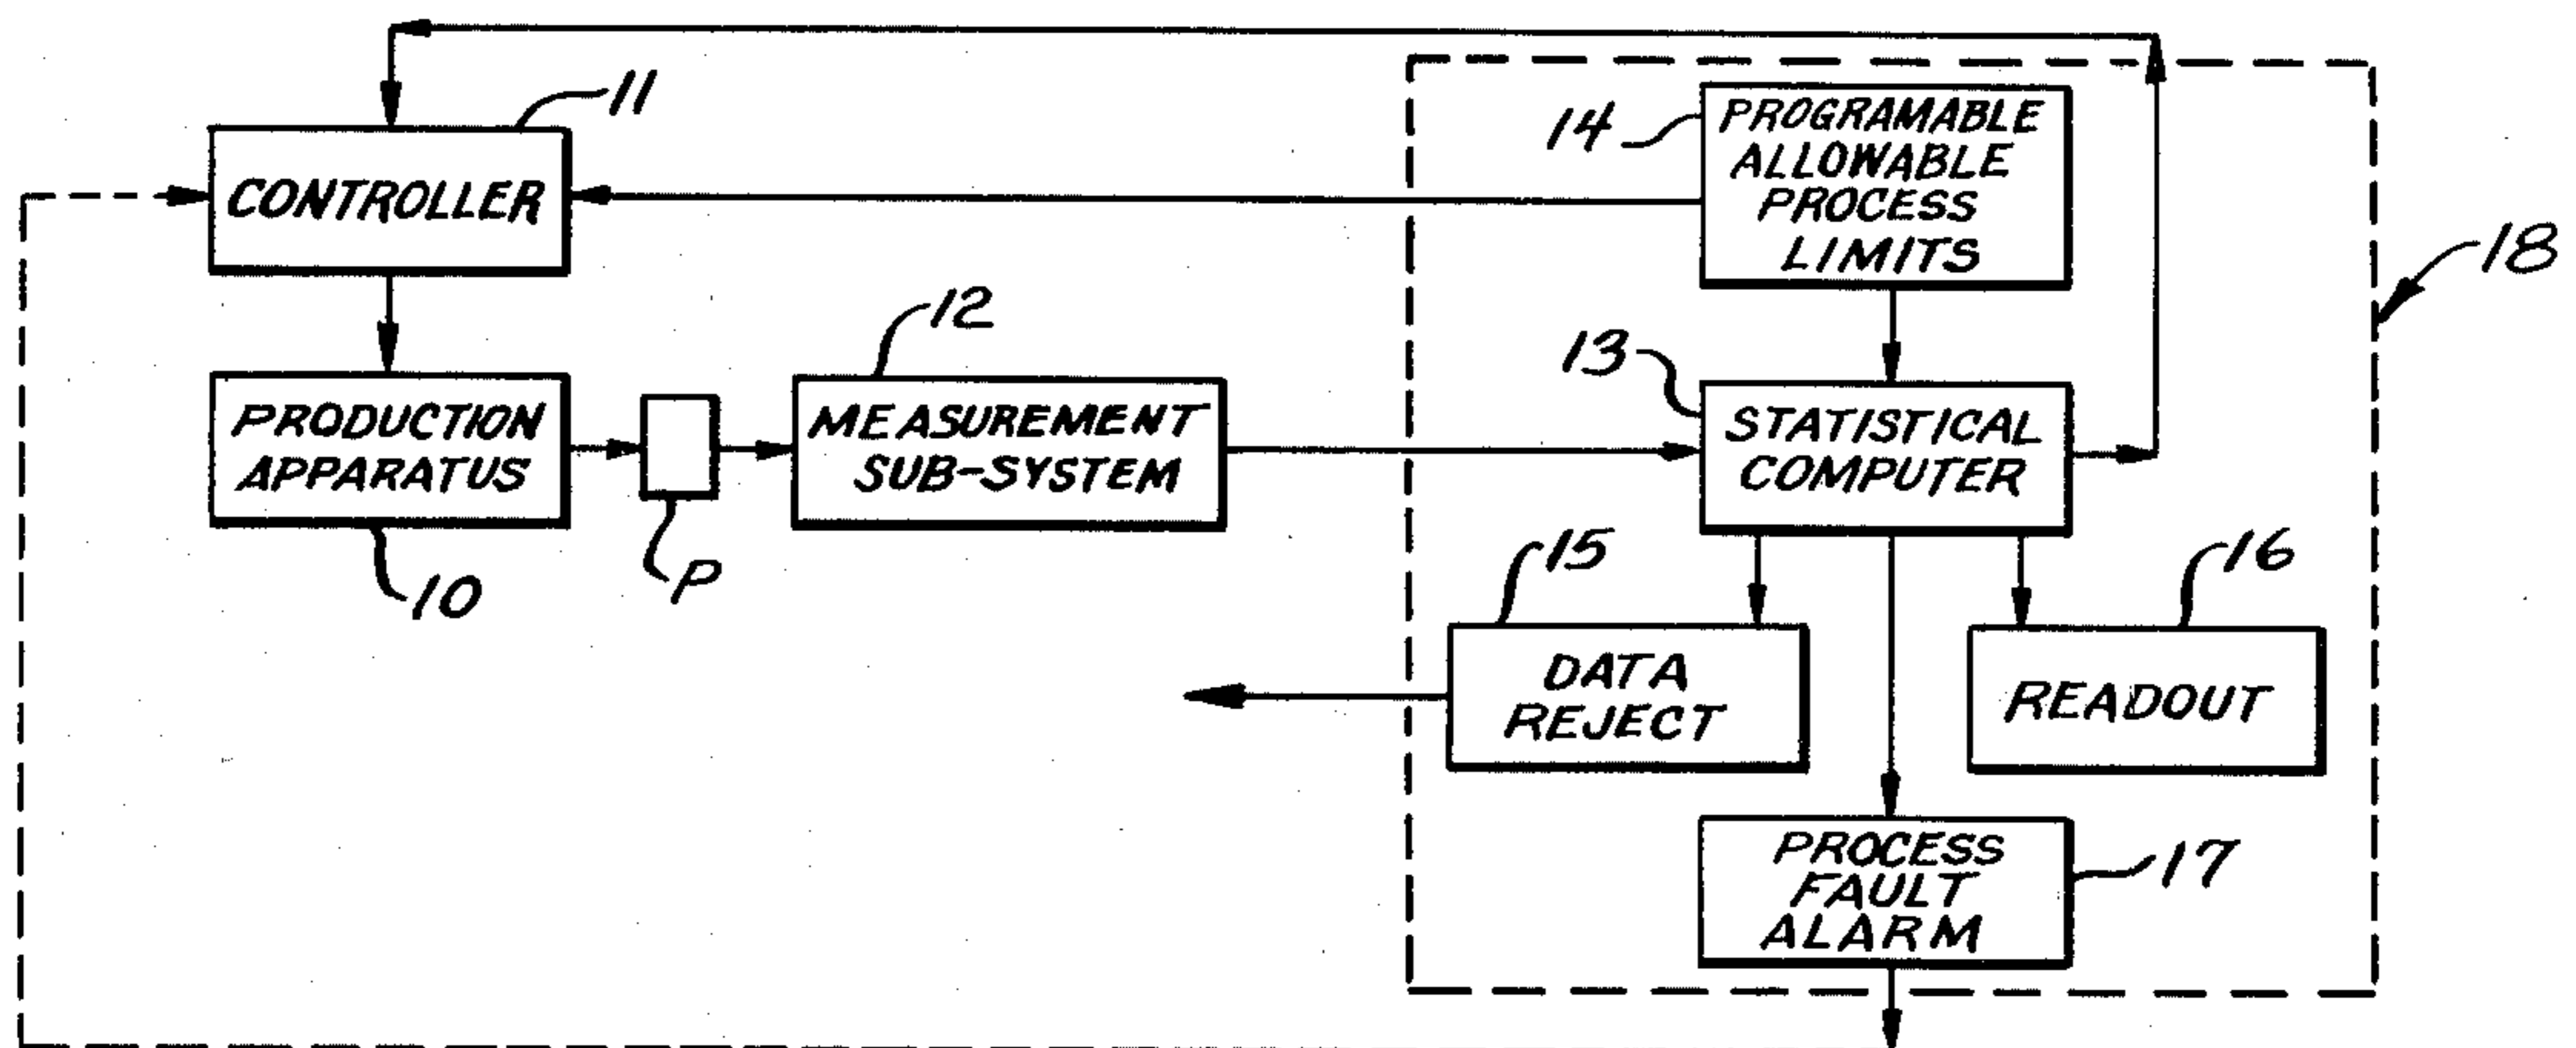 11
CONTROLLER
14
PROGRAMABLE
ALLOWABLE
PROCESS
LIMITS
18
12
PRODUCTION
APPARATUS
10
P
MEASUREMENT
SUB-SYSTEM
13
STATISTICAL
COMPUTER
15
DATA
REJECT
16
READOUT
PROCESS
FAULT
ALARM
17